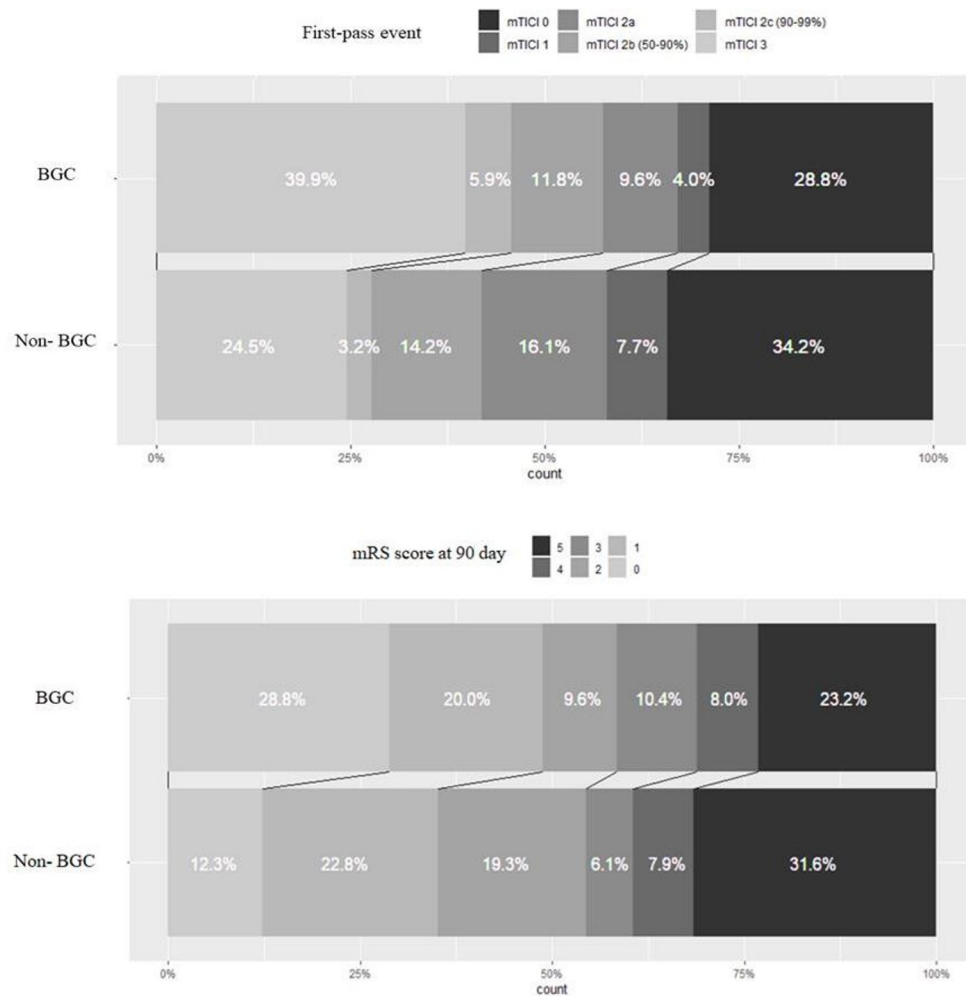 First-pass event
mTICI 0 mTICI 2a mTICI 2c (90-99%)
mTICI 1 mTICI 2b (50-90%) mTICI 3
BGC
39.9% 5.9% 11.8% 9.6% 4.0% 28.8%
Non- BGC
24.5% 3.2% 14.2% 16.1% 7.7% 34.2%
0% 25% 50% 75% 100%
count
mRS score at 90 day
5 3 1
4 2 0
BGC
28.8% 20.0% 9.6% 10.4% 8.0% 23.2%
Non- BGC
12.3% 22.8% 19.3% 6.1% 7.9% 31.6%
0% 25% 50% 75% 100%
count